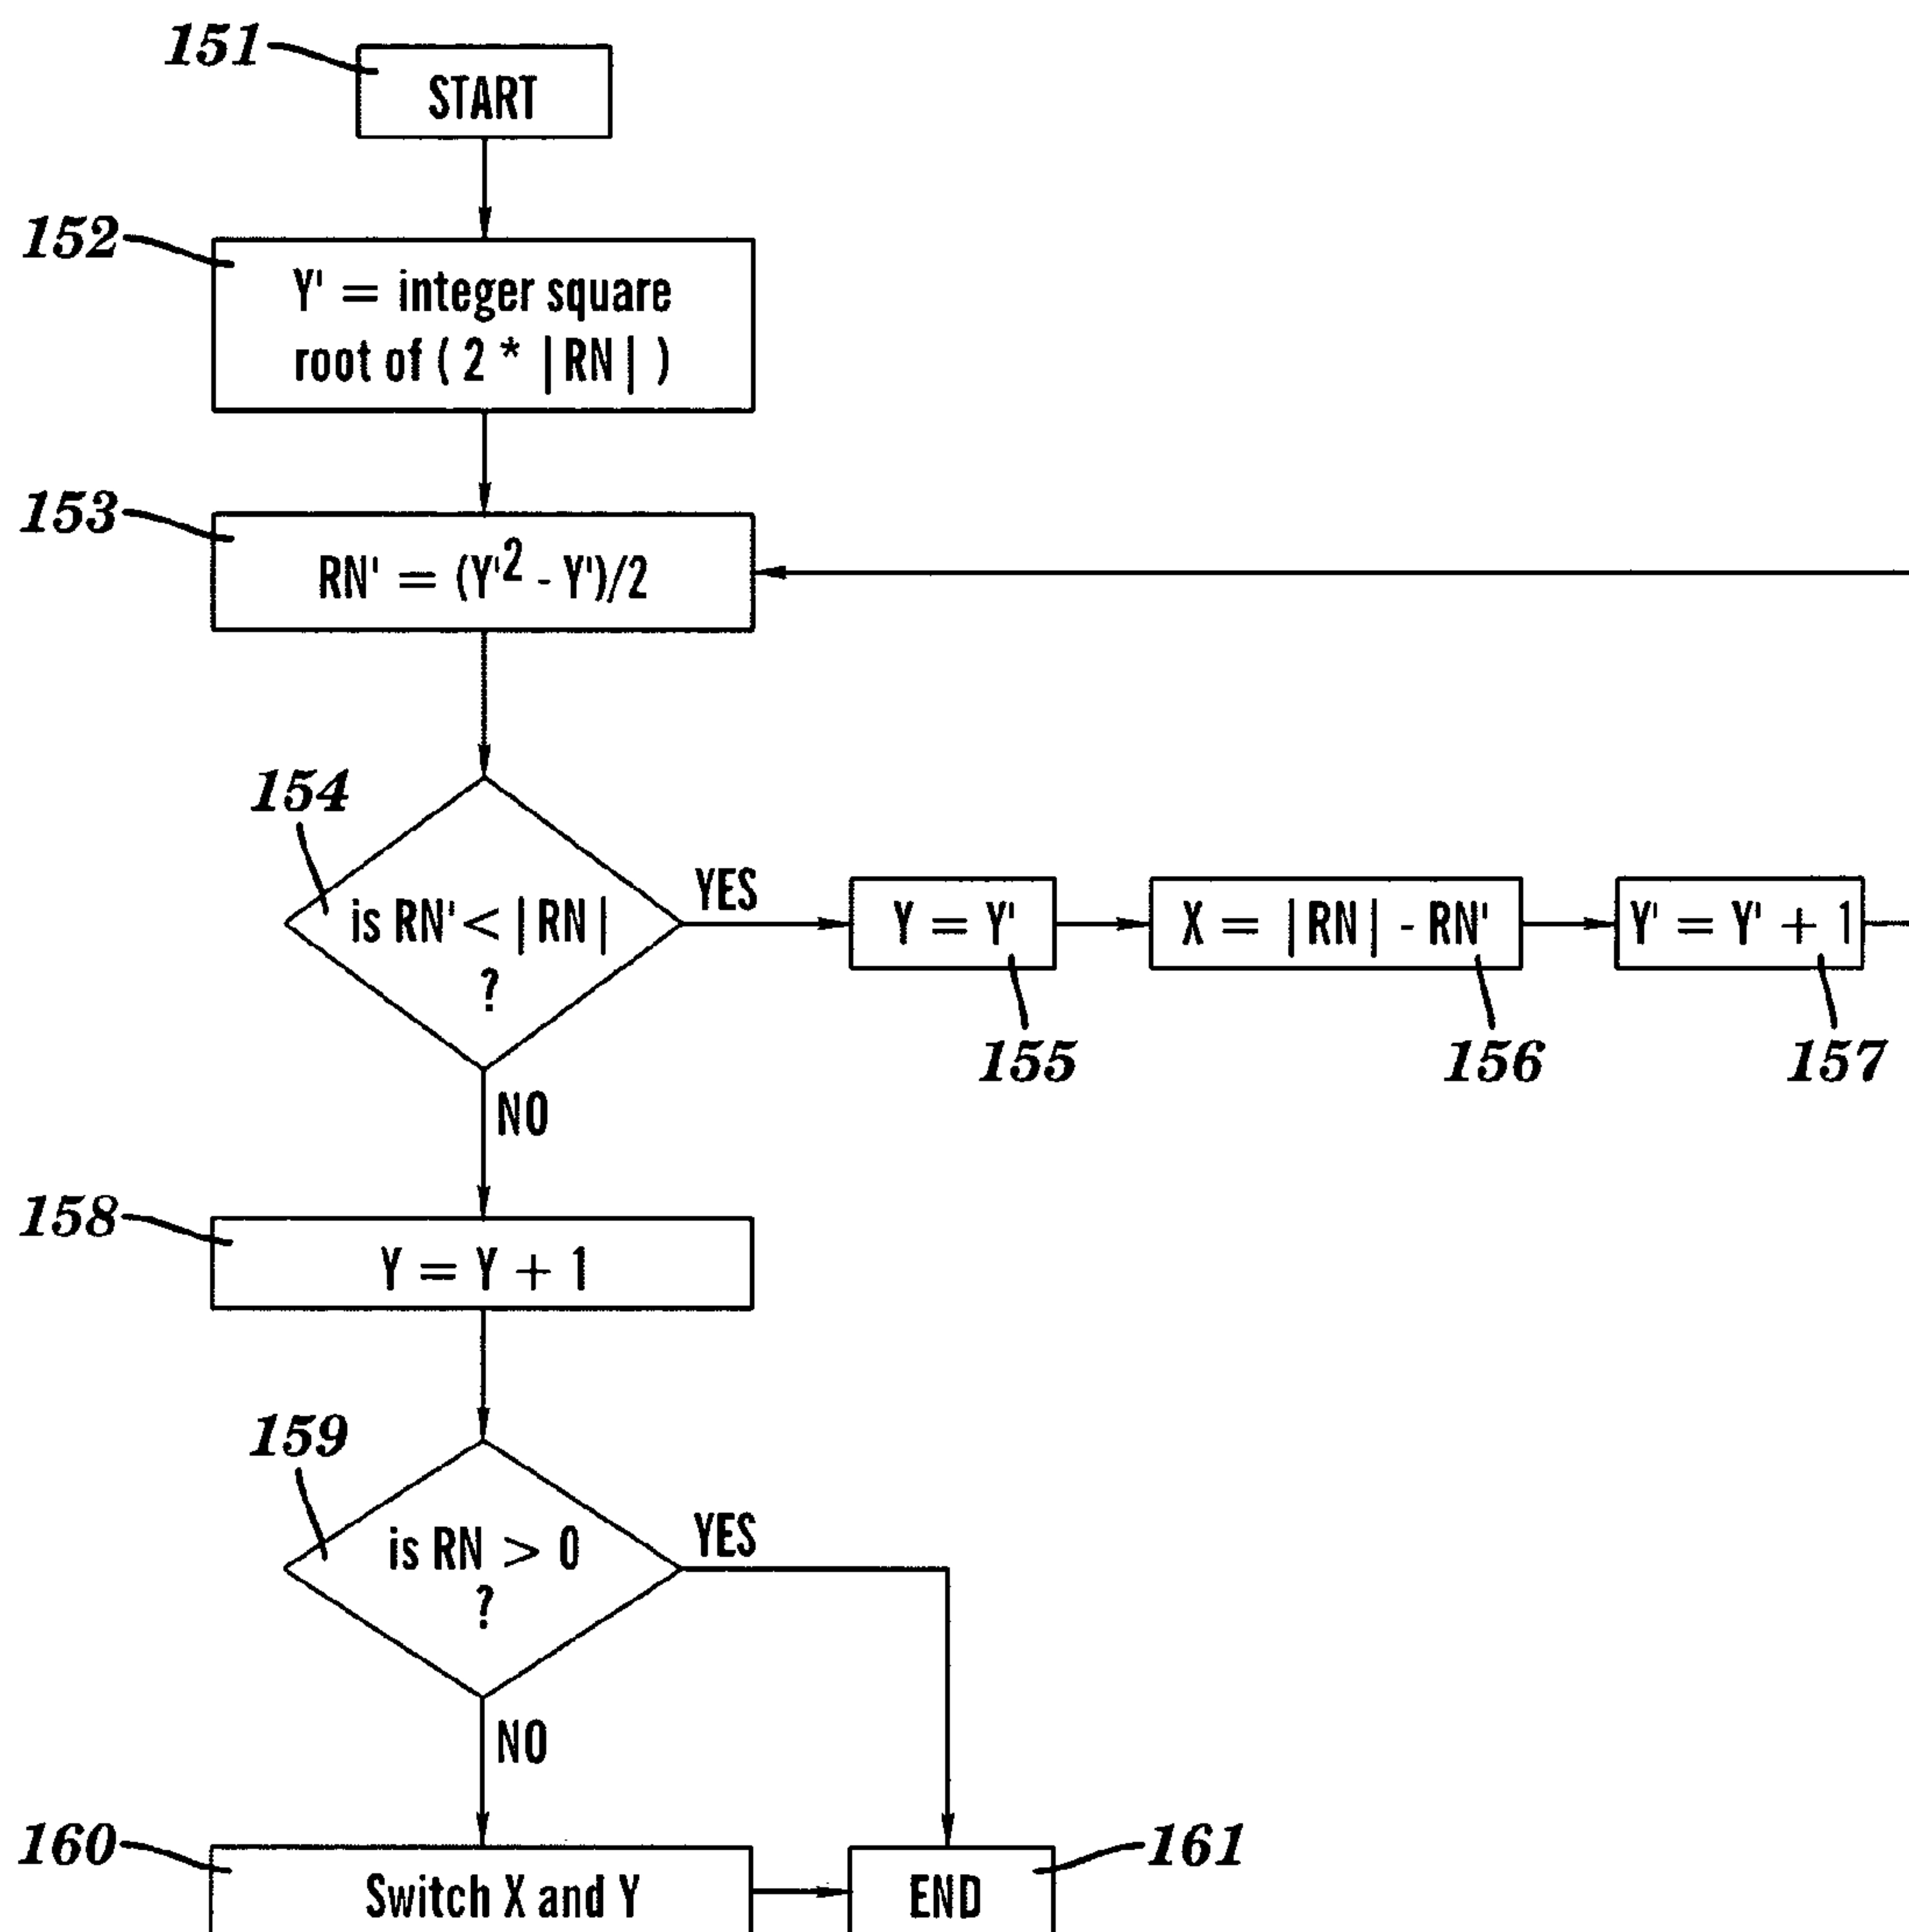 151
START
152
Y' = integer square
root of ( 2 * | RN | )
153
RN' = (Y'² - Y')/2
154
is RN' < | RN |
?
YES
Y = Y'
X = | RN | - RN'
Y' = Y' + 1
155
156
157
NO
158
Y = Y + 1
159
is RN > 0
?
YES
NO
160
Switch X and Y
END
161